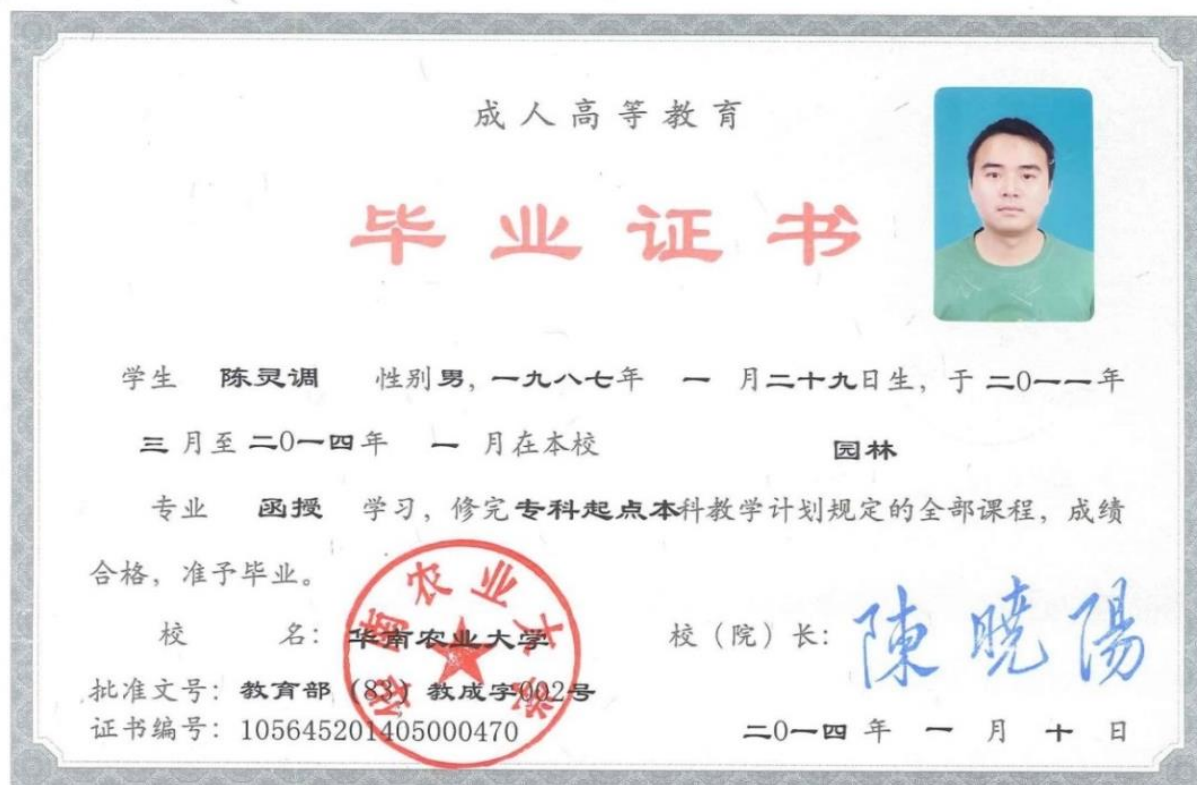 成人高等教育
毕业证书
学生 陈灵调 性别男，一九八七年 一 月二十九日生，于 二〇一一年
三 月至 二〇一四年 一 月在本校 园林
专业 函授 学习，修完专科起点本科教学计划规定的全部课程，成绩
合格，准予毕业。
校 名：华南农业大学 校（院）长：陳曉陽
华南农业大学
批准文号：教育部（83）教成字002号
证书编号：105645201405000470 二〇一四 年 一 月 十 日